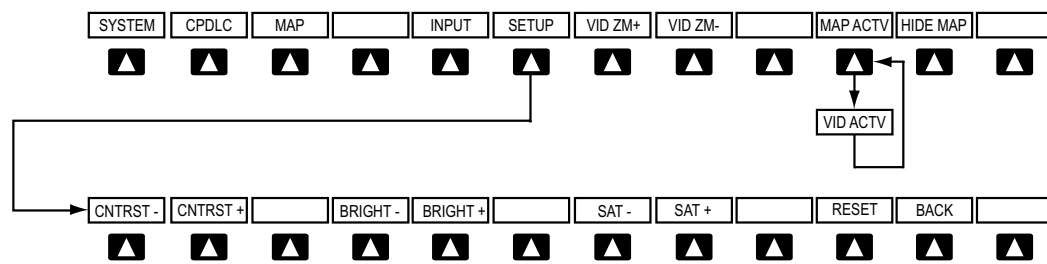 SYSTEM CPDLC MAP INPUT SETUP VID ZM+ VID ZM- MAP ACTV HIDE MAP
VID ACTV
CNTRST - CNTRST + BRIGHT - BRIGHT + SAT - SAT + RESET BACK